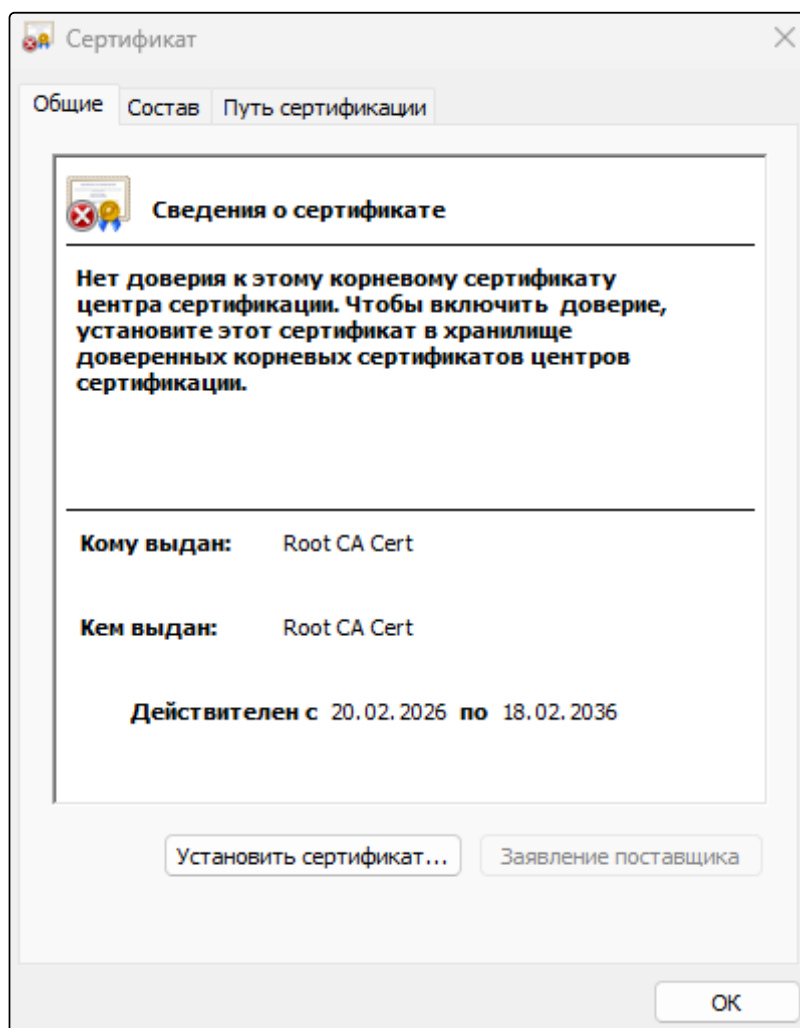 Сертификат
Общие Состав Путь сертификации
Сведения о сертификате
Нет доверия к этому корневому сертификату
центра сертификации. Чтобы включить доверие,
установите этот сертификат в хранилище
доверенных корневых сертификатов центров
сертификации.
Кому выдан: Root CA Cert
Кем выдан: Root CA Cert
Действителен с 20.02.2026 по 18.02.2036
Установить сертификат... Заявление поставщика
ОК